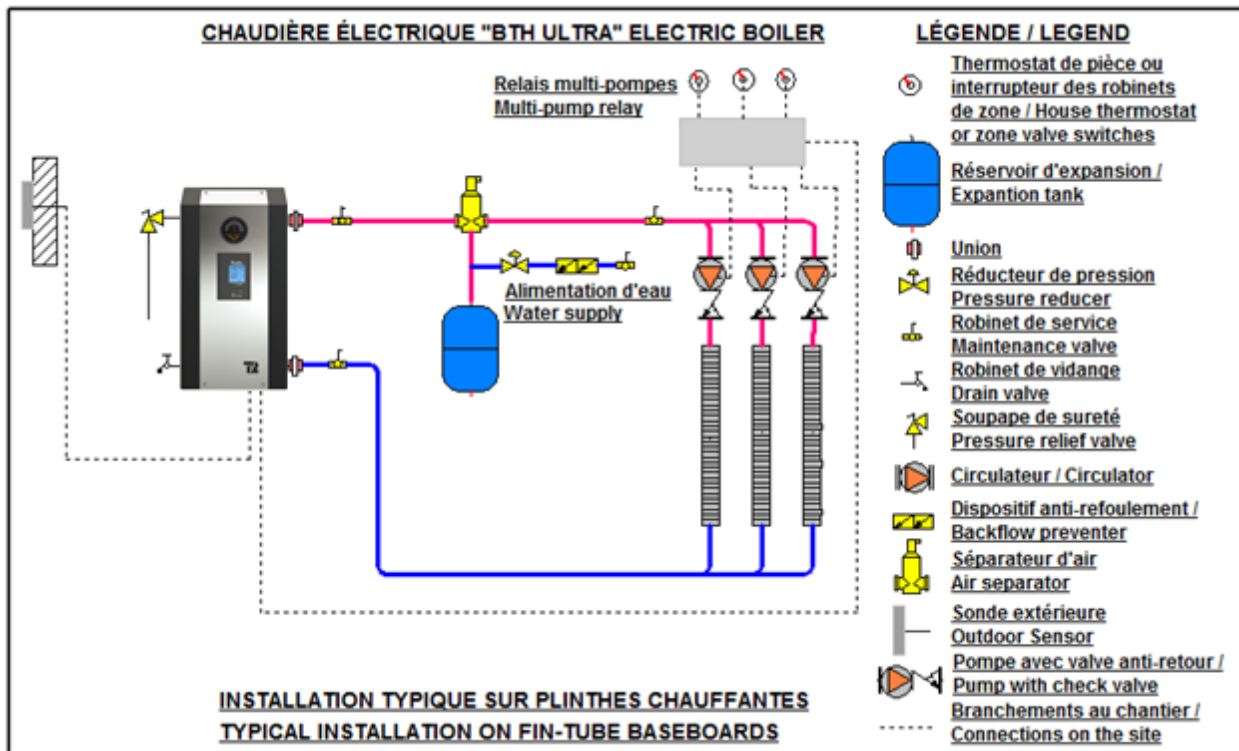 CHAUDIÈRE ÉLECTRIQUE "BTH ULTRA" ELECTRIC BOILER
Relais multi-pompes
Multi-pump relay
Alimentation d'eau
Water supply
T2
INSTALLATION TYPIQUE SUR PLINTHES CHAUFFANTES
TYPICAL INSTALLATION ON FIN-TUBE BASEBOARDS
LÉGENDE / LEGEND
Thermostat de pièce ou
interrupteur des robinets
de zone / House thermostat
or zone valve switches
Réservoir d'expansion /
Expantion tank
Union
Réducteur de pression
Pressure reducer
Robinet de service
Maintenance valve
Robinet de vidange
Drain valve
Soupape de sureté
Pressure relief valve
Circulateur / Circulator
Dispositif anti-refoulement /
Backflow preventer
Séparateur d'air
Air separator
Sonde extérieure
Outdoor Sensor
Pompe avec valve anti-retour /
Pump with check valve
Branchements au chantier /
Connections on the site